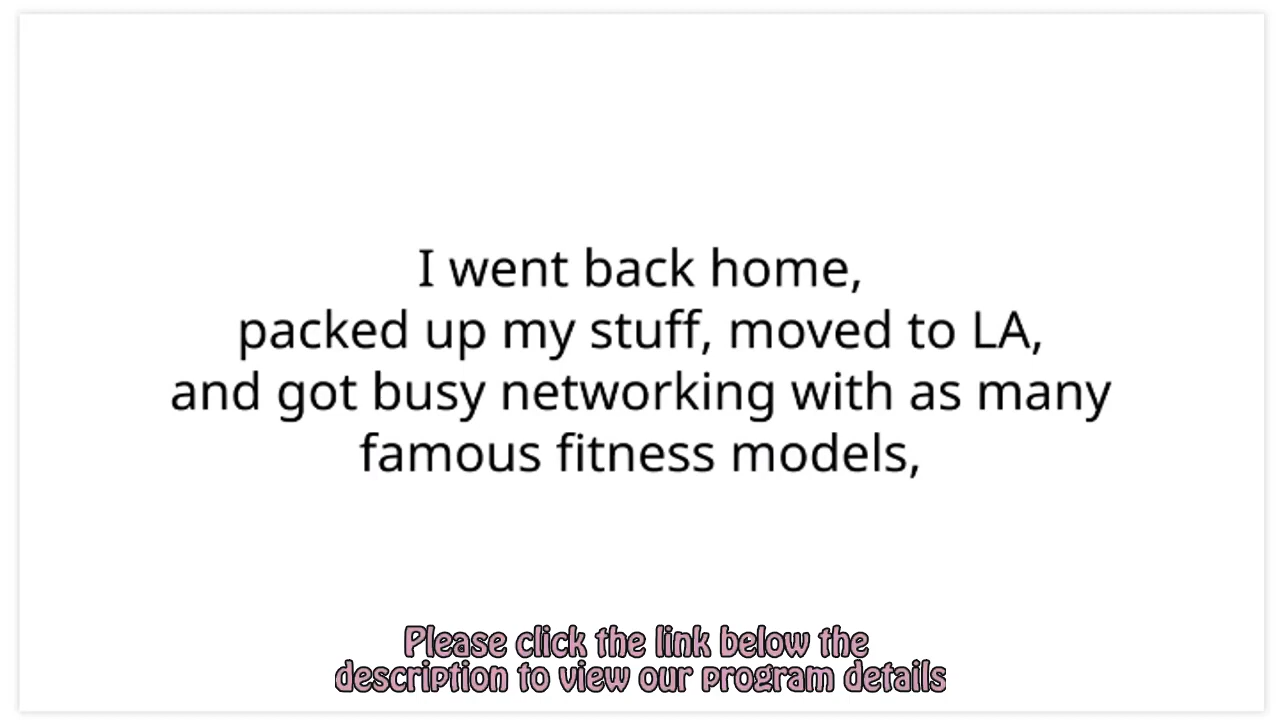 I went back home,
packed up my stuff, moved to LA,
and got busy networking with as many
famous fitness models,
Please click the link below the
description to view our program details